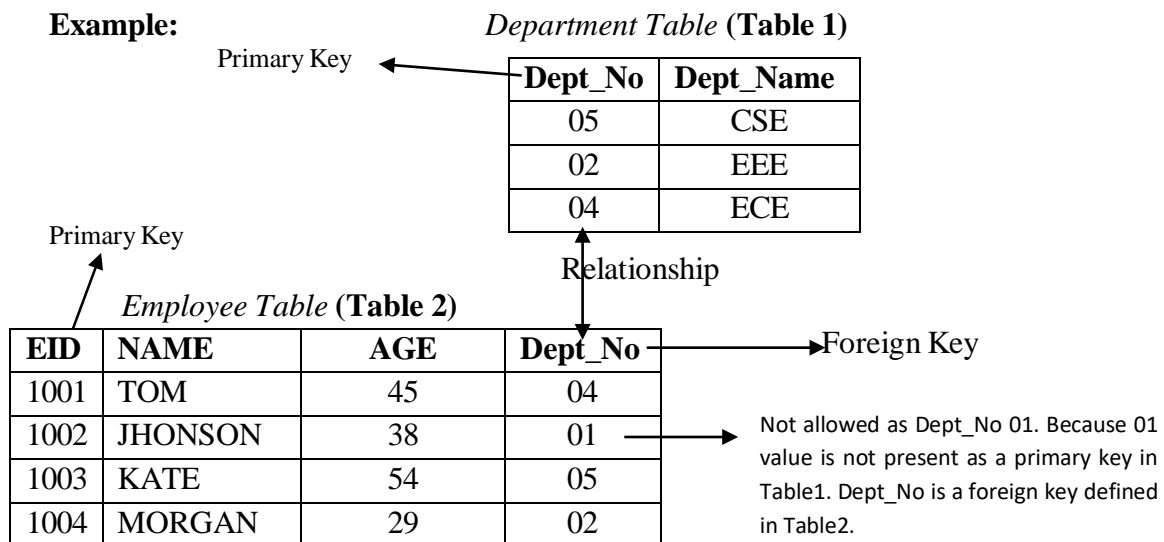 Example:
Department Table (Table 1)
Primary Key
Dept_No Dept_Name
05 CSE
02 EEE
04 ECE
Primary Key
Relationship
Employee Table (Table 2)
EID NAME AGE Dept_No
Foreign Key
1001 TOM 45 04
1002 JHONSON 38 01
1003 KATE 54 05
1004 MORGAN 29 02
Not allowed as Dept_No 01. Because 01
value is not present as a primary key in
Table1. Dept_No is a foreign key defined
in Table2.